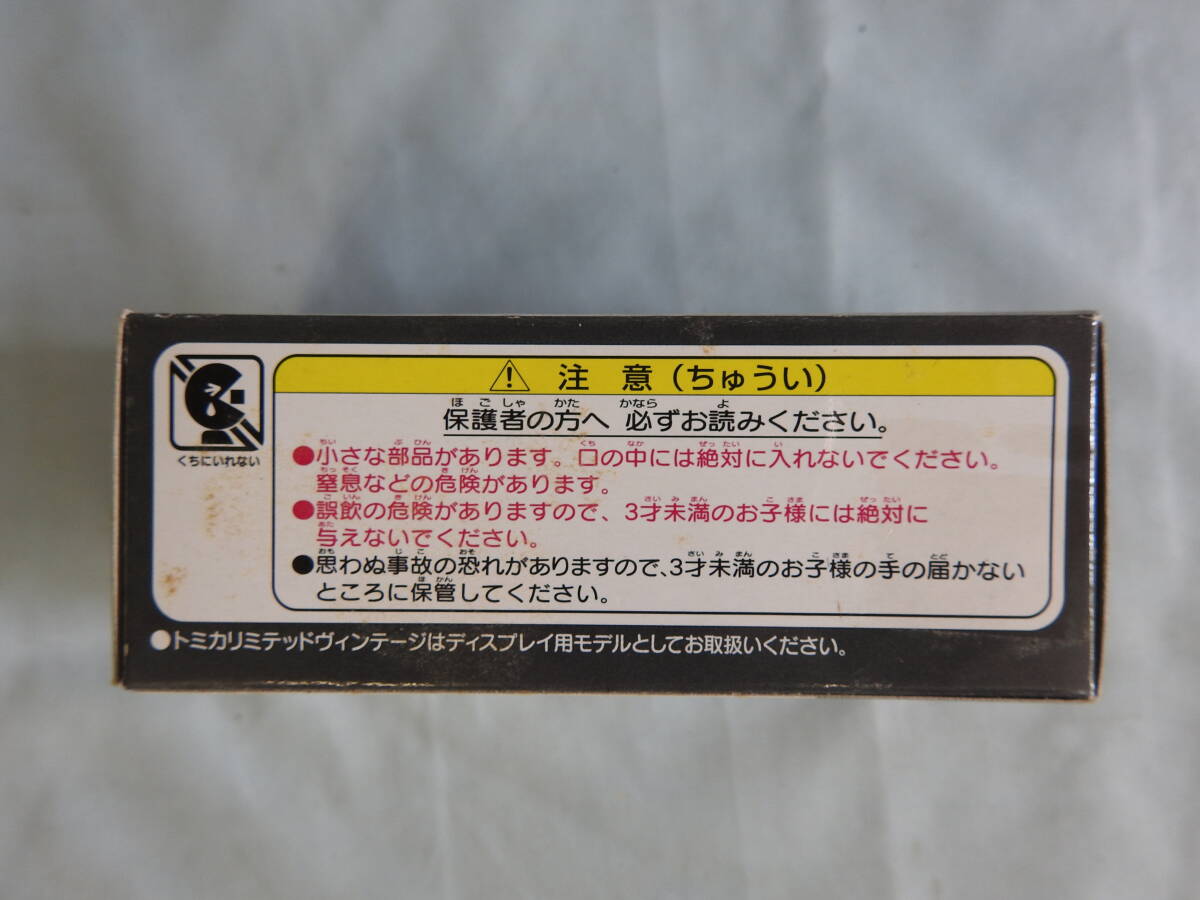 くちにいれない
⚠ 注 意（ちゅうい）
保護者の方へ 必ずお読みください。
●小さな部品があります。口の中には絶対に入れないでください。
窒息などの危険があります。
●誤飲の危険がありますので、3才未満のお子様には絶対に
与えないでください。
●思わぬ事故の恐れがありますので、3才未満のお子様の手の届かない
ところに保管してください。
●トミカリミテッドヴィンテージはディスプレイ用モデルとしてお取扱いください。